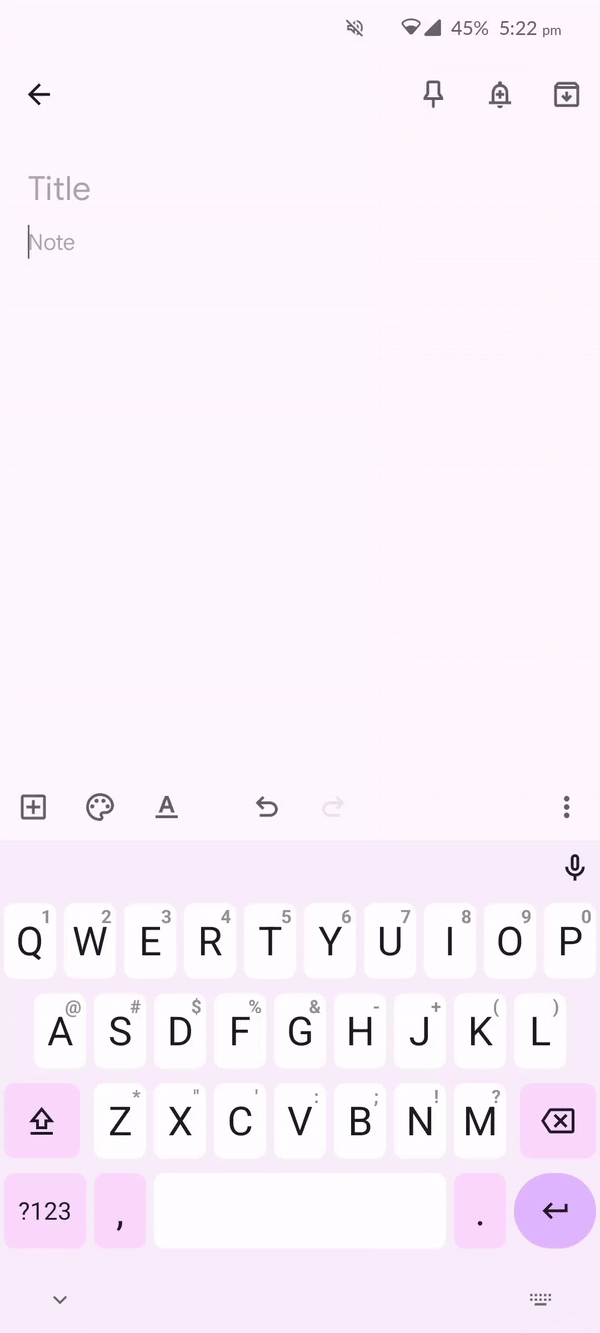 45% 5:22 pm
Title
Note
1 2 3 4 5 6 7 8 9 0
Q W E R T Y U I O P
@ # $ % & - + ( )
A S D F G H J K L
* " ' : ; ! ?
Z X C V B N M
?123 , .